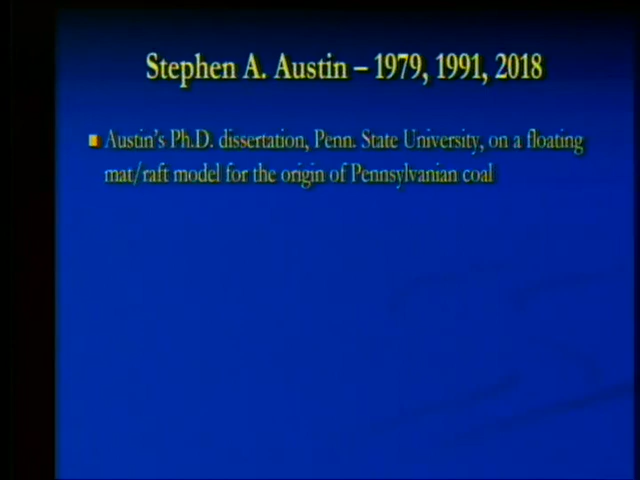 Stephen A. Austin – 1979, 1991, 2018
Austin's Ph.D. dissertation, Penn. State University, on a floating
mat/raft model for the origin of Pennsylvanian coal